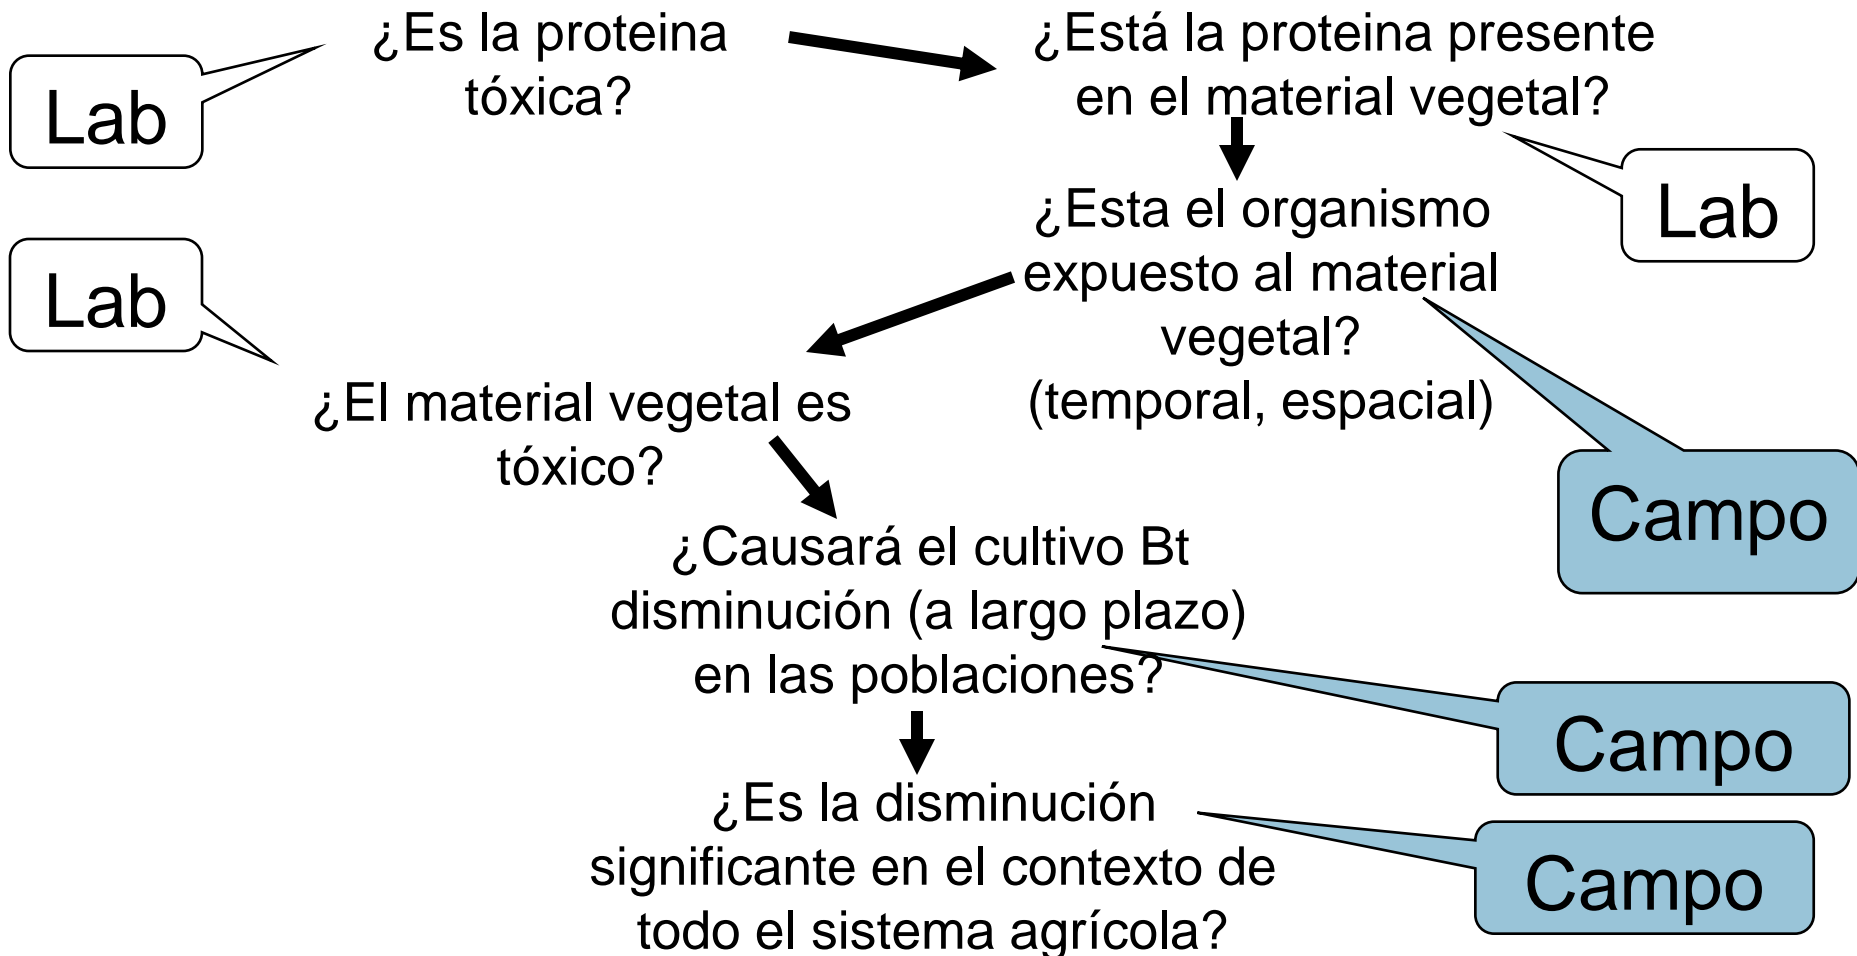 ¿Es la proteina
tóxica?
Lab
¿Está la proteina presente
en el material vegetal?
Lab
¿Esta el organismo
expuesto al material
vegetal?
(temporal, espacial)
Campo
Lab
¿El material vegetal es
tóxico?
¿Causará el cultivo Bt
disminución (a largo plazo)
en las poblaciones?
Campo
¿Es la disminución
significante en el contexto de
todo el sistema agrícola?
Campo